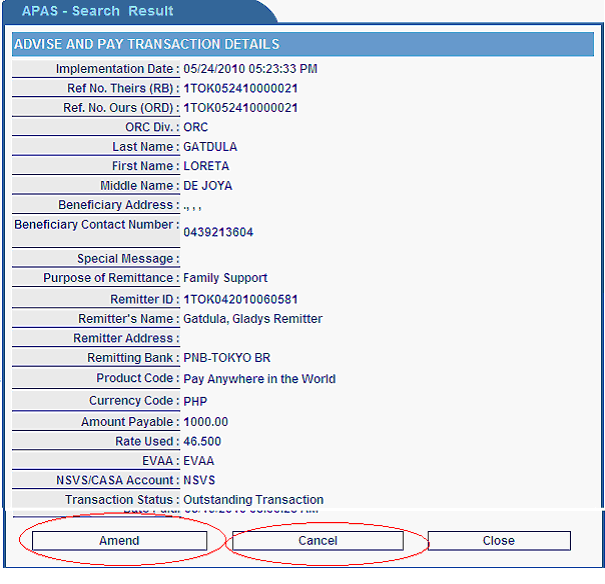 APAS - Search Result
ADVISE AND PAY TRANSACTION DETAILS
Implementation Date : 05/24/2010 05:23:33 PM
Ref No. Theirs (RB) : 1TOK052410000021
Ref. No. Ours (ORD) : 1TOK052410000021
ORC Div. : ORC
Last Name : GATDULA
First Name : LORETA
Middle Name : DE JOYA
Beneficiary Address : ., , ,
Beneficiary Contact Number : 0439213604
Special Message :
Purpose of Remittance : Family Support
Remitter ID : 1TOK042010060581
Remitter's Name : Gatdula, Gladys Remitter
Remitter Address :
Remitting Bank : PNB-TOKYO BR
Product Code : Pay Anywhere in the World
Currency Code : PHP
Amount Payable : 1000.00
Rate Used : 46.500
EVAA : EVAA
NSVS/CASA Account : NSVS
Transaction Status : Outstanding Transaction
Amend Cancel Close